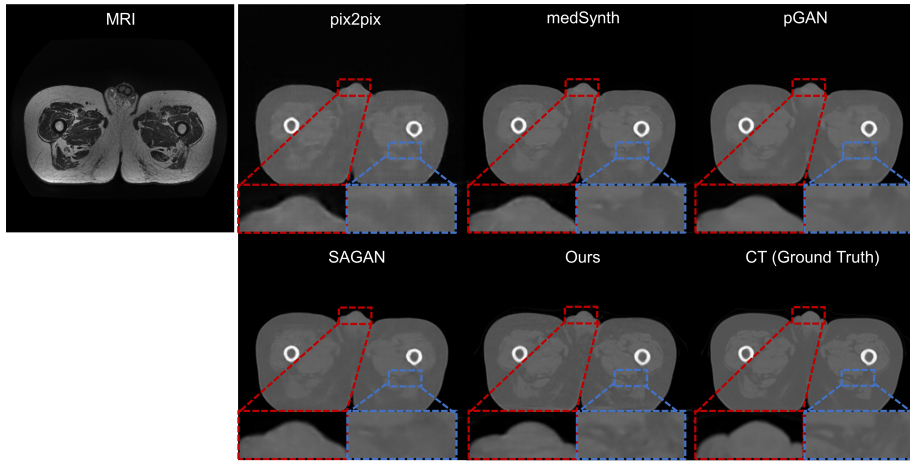 MRI
pix2pix
medSynth
pGAN
SAGAN
Ours
CT (Ground Truth)